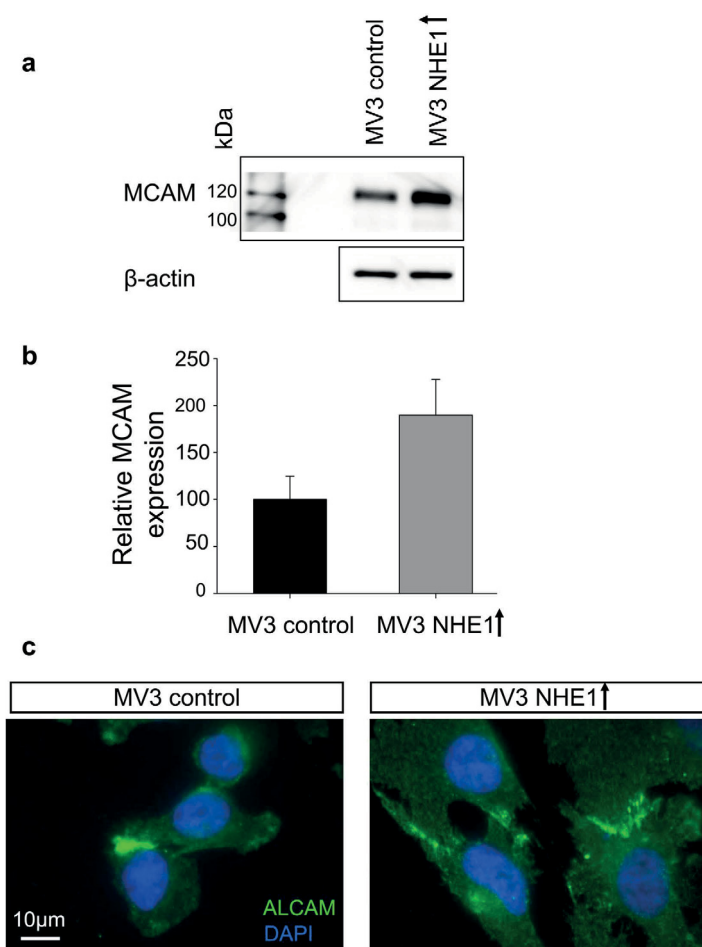 a
kDa
MV3 control
MV3 NHE1↑
MCAM
120
100
β-actin
b
Relative MCAM
expression
250
200
150
100
50
0
MV3 control
MV3 NHE1↑
c
MV3 control
MV3 NHE1↑
10µm
ALCAM
DAPI